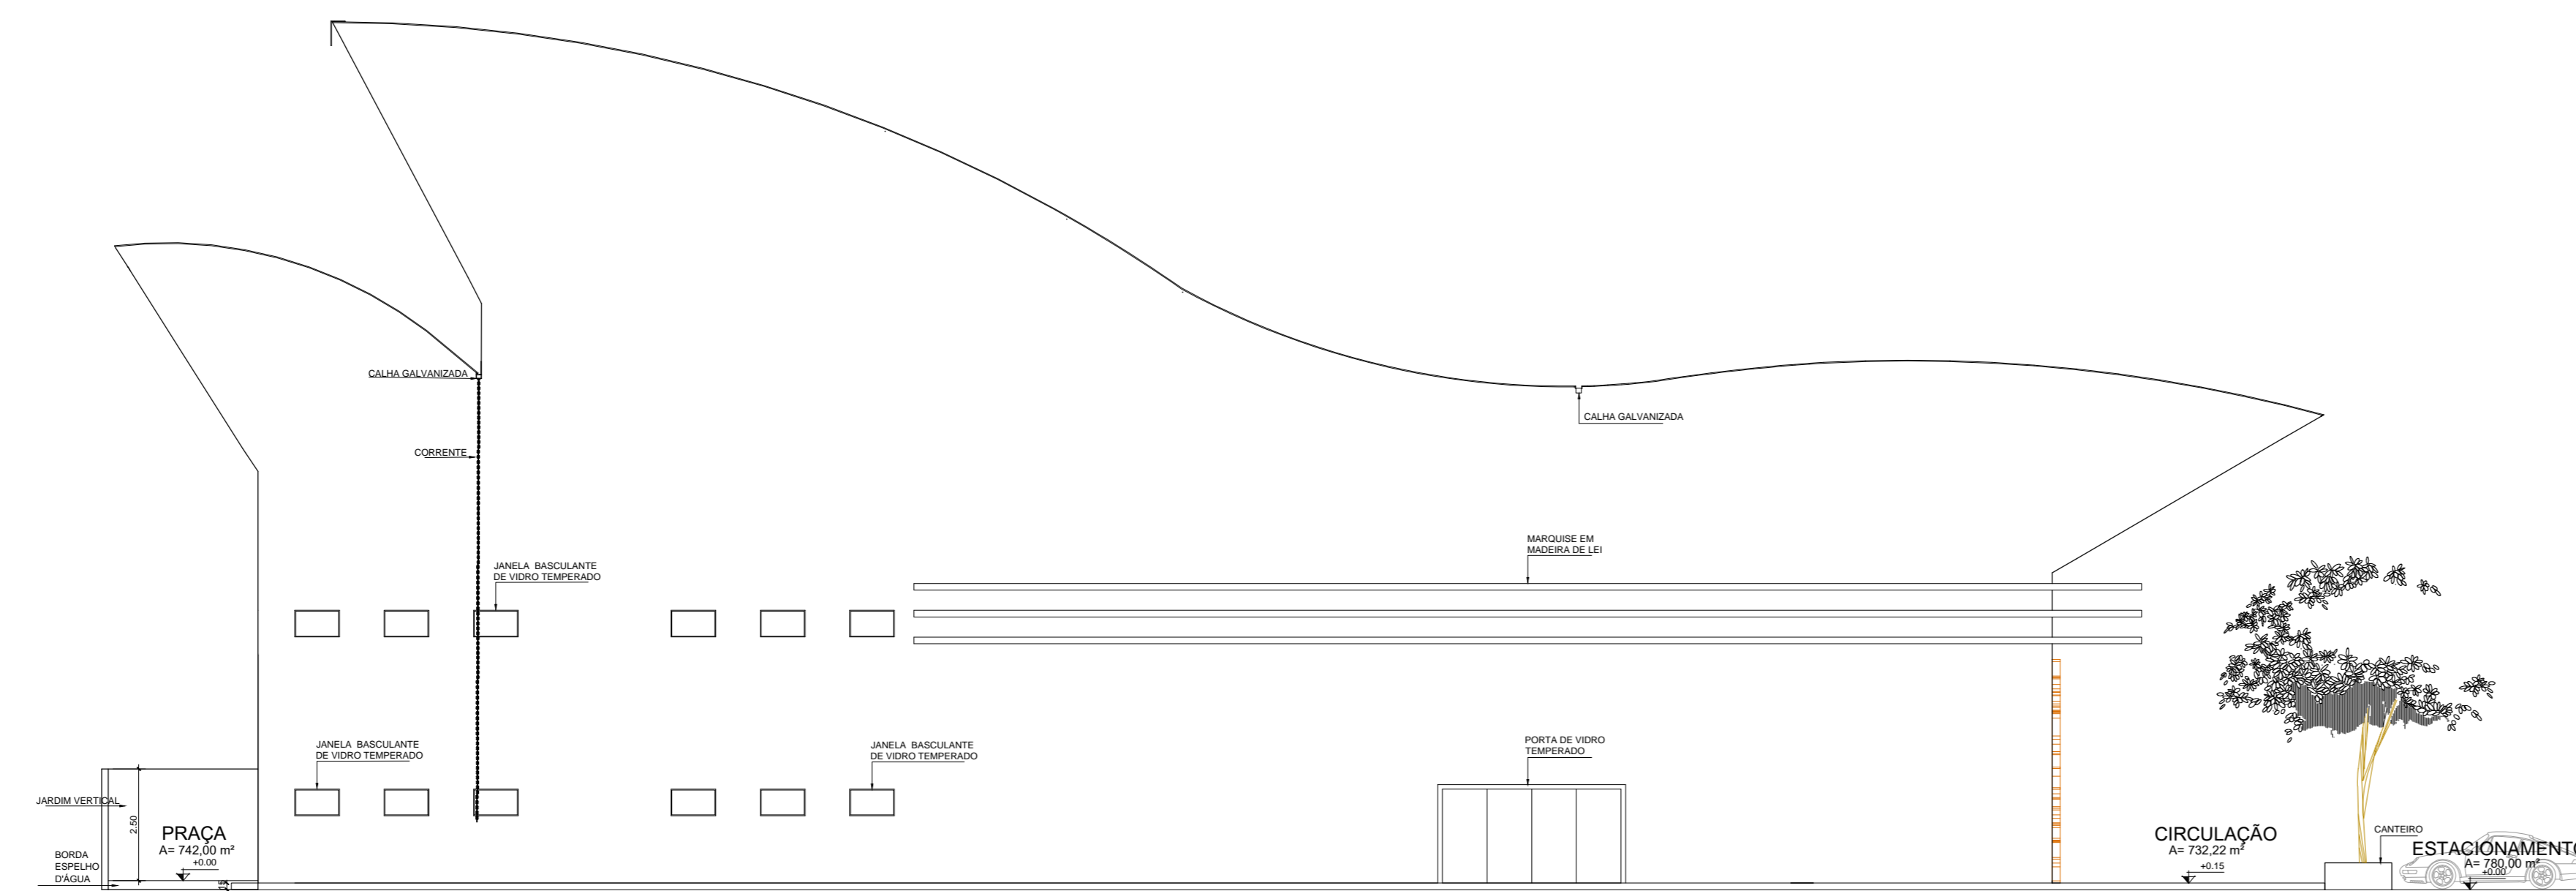 CALHA GALVANIZADA
CALHA GALVANIZADA
CORRENTE
MARQUISE EM
MADEIRA DE LEI
JANELA BASCULANTE
DE VIDRO TEMPERADO
JANELA BASCULANTE
DE VIDRO TEMPERADO
JANELA BASCULANTE
DE VIDRO TEMPERADO
PORTA DE VIDRO
TEMPERADO
JARDIM VERTICAL
2.50
PRAÇA
A= 742,00 m²
+0.00
BORDA
ESPELHO
D'ÁGUA
.15
CIRCULAÇÃO
A= 732,22 m²
+0.15
CANTEIRO
ESTACIONAMENTO
A= 780,00 m²
+0.00